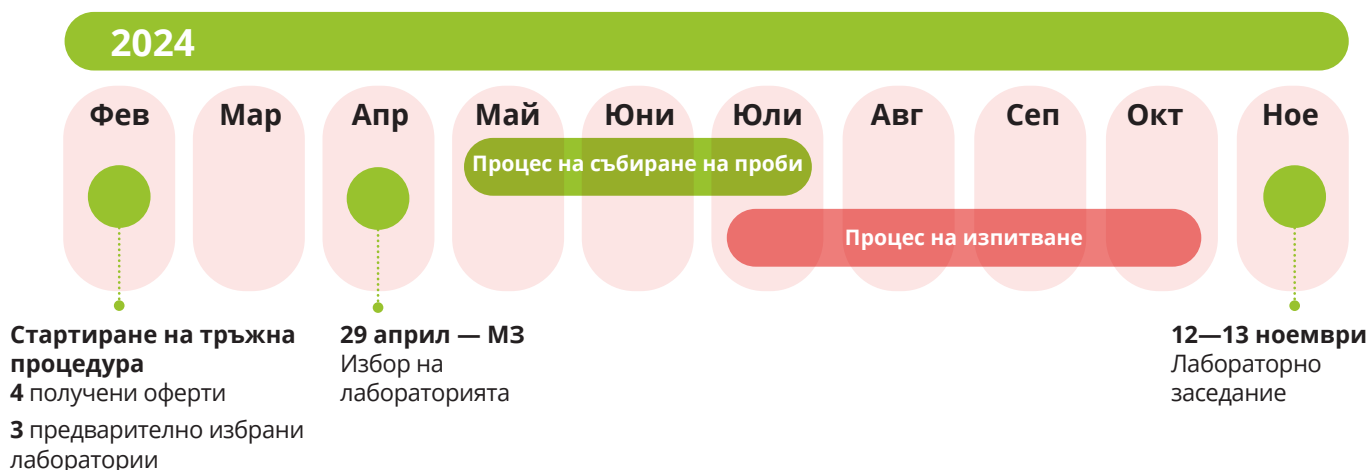 2024
Фев Мар Апр Май Юни Юли Авг Сеп Окт Ное
Процес на събиране на проби
Процес на изпитване
Стартиране на тръжна
процедура
4 получени оферти
3 предварително избрани
лаборатории
29 април — МЗ
Избор на
лабораторията
12—13 ноември
Лабораторно
заседание